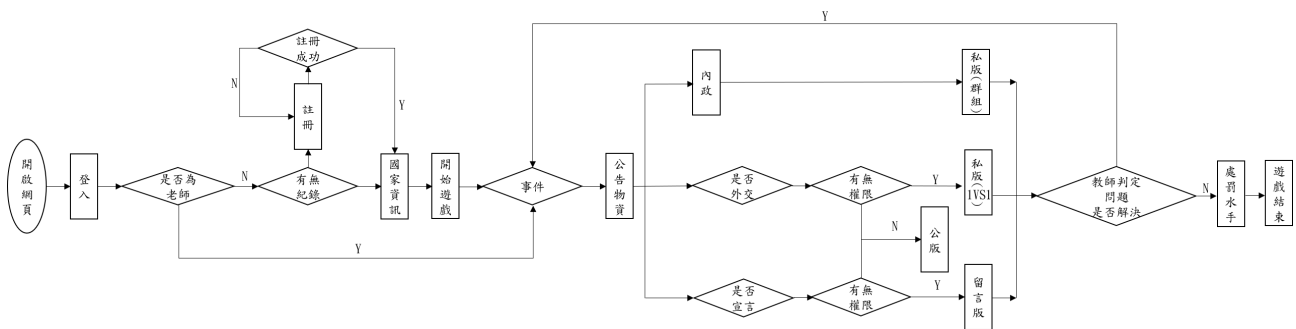 開啟網頁
登入
是否為
老師
N
Y
有無
紀錄
註冊
註冊
成功
N
Y
國家資訊
開始遊戲
事件
公告物資
內政
私版(群組)
是否
外交
有無
權限
Y
私版
1VS1)
N
公版
是否
宣言
有無
權限
Y
留言版
Y
教師判定
問題
是否解決
N
處罰水手
遊戲結束